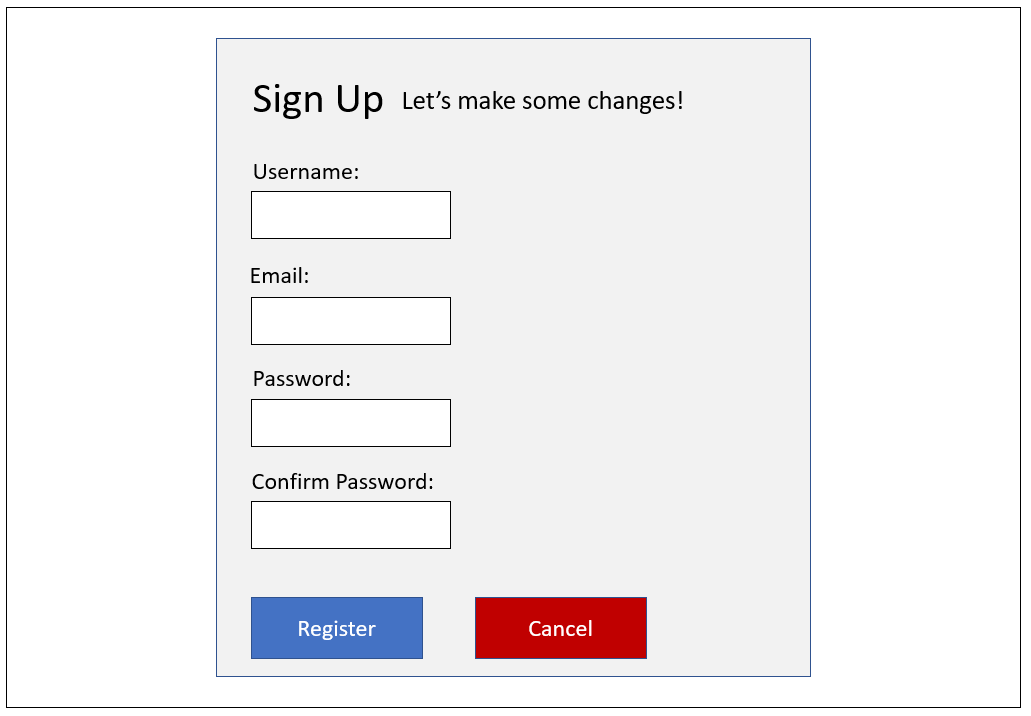 Sign Up Let’s make some changes!
Username:
Email:
Password:
Confirm Password:
Register Cancel